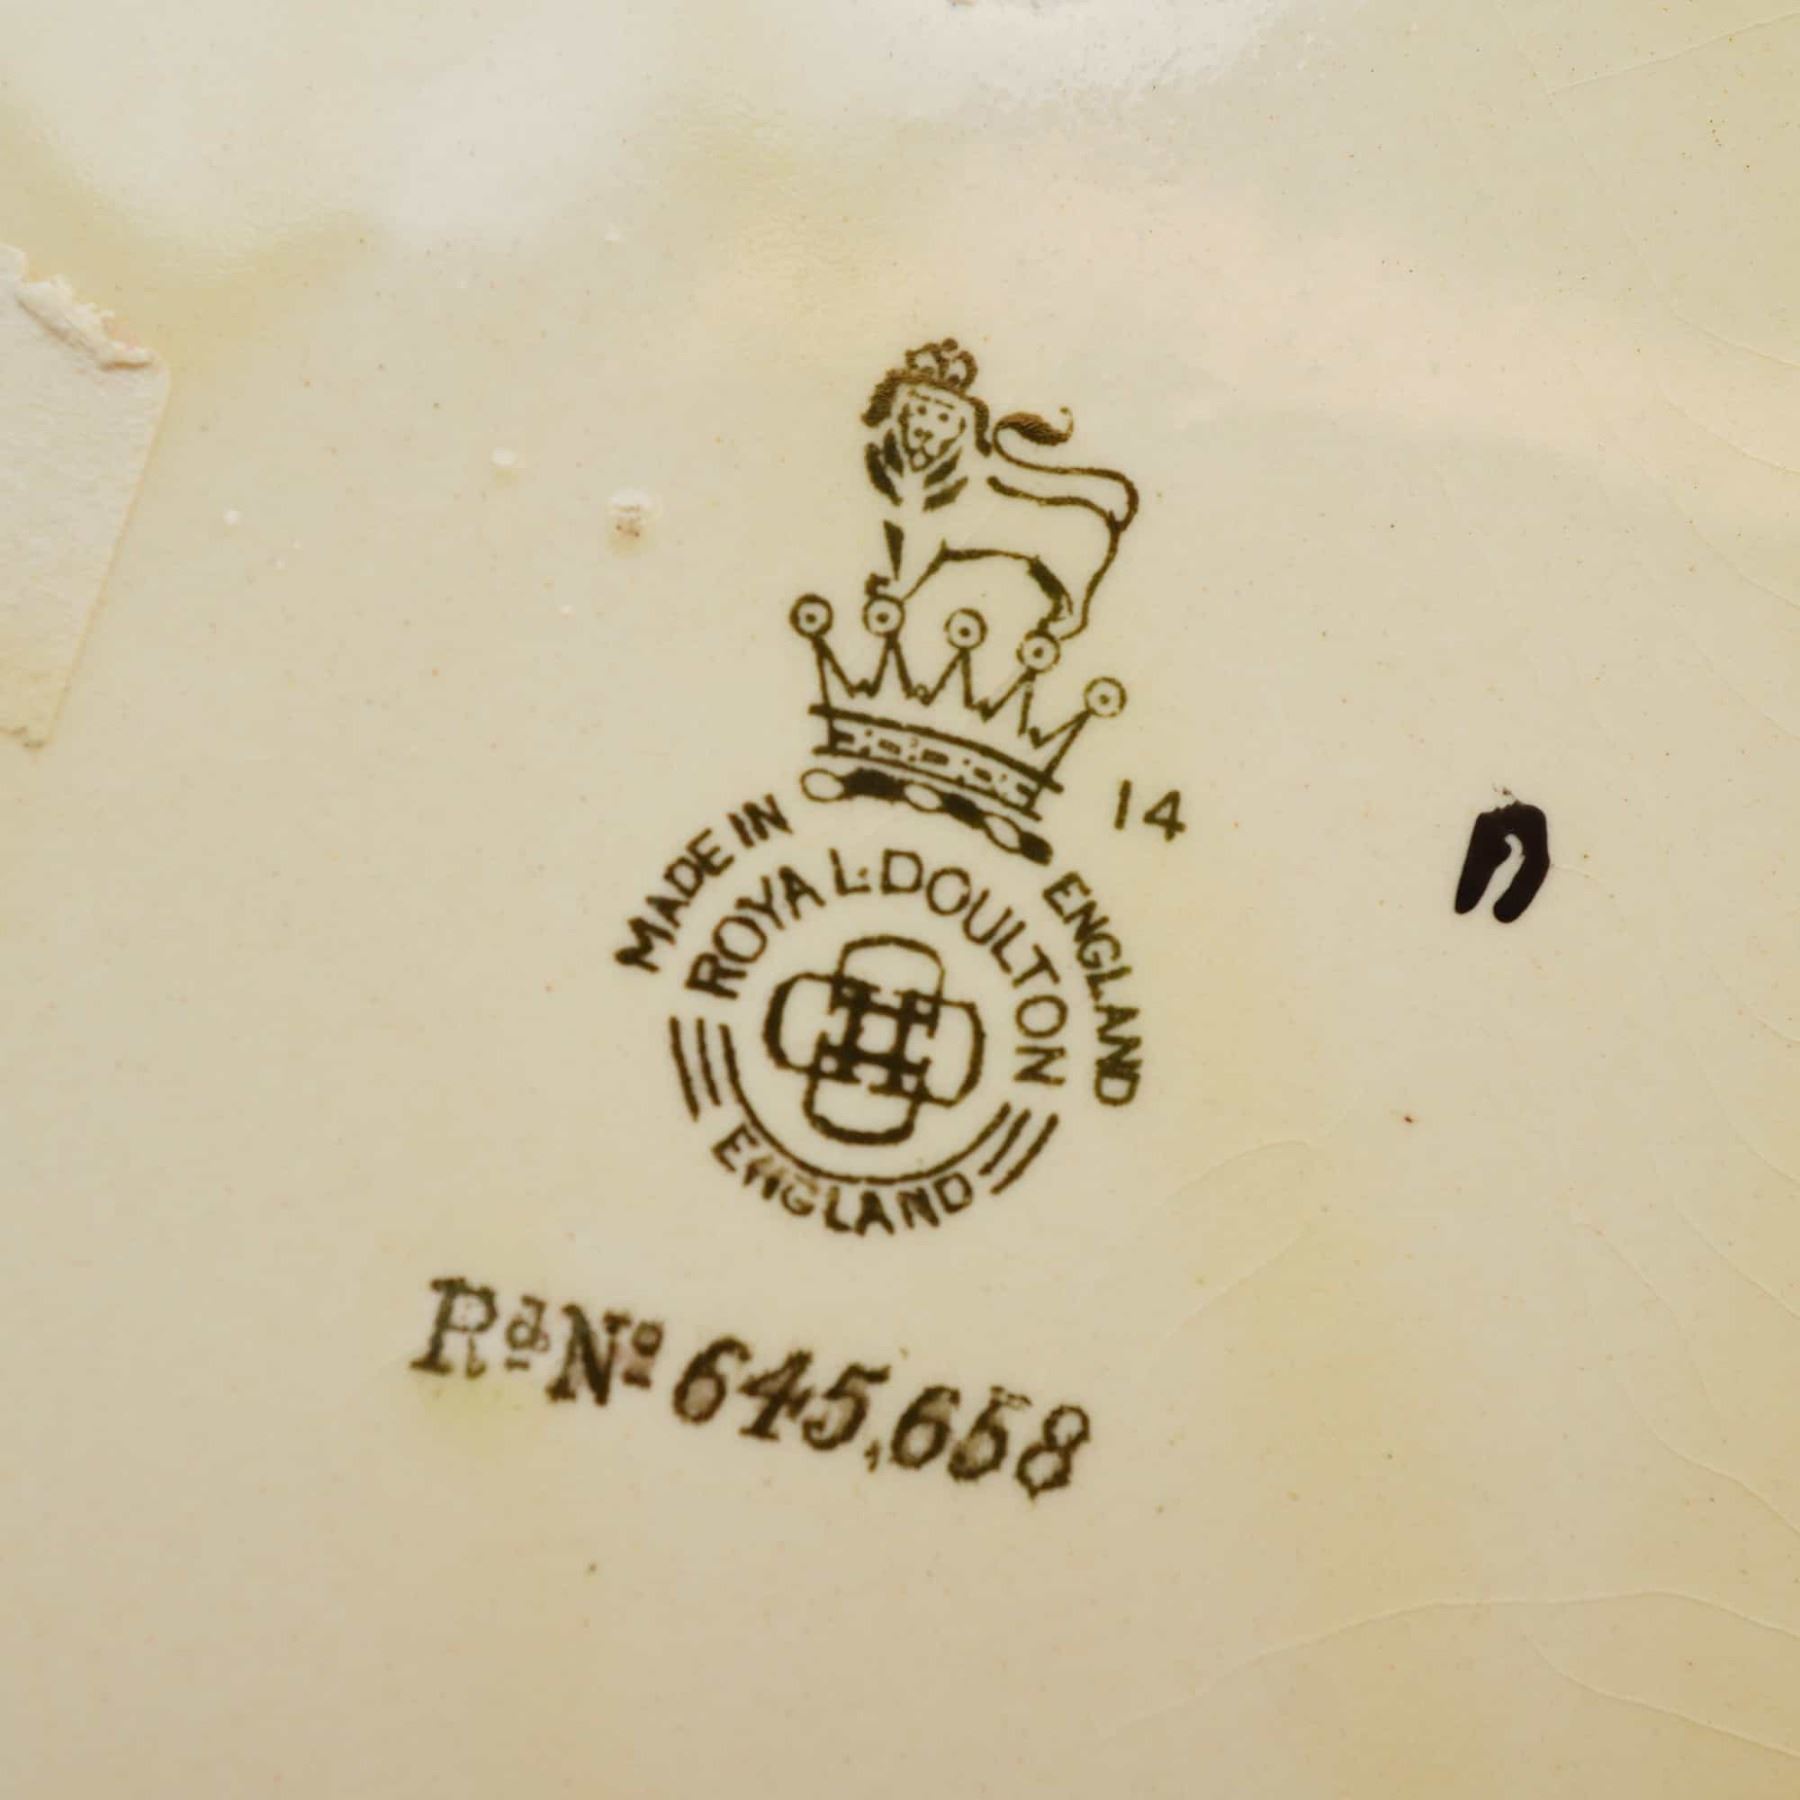 14
MADE IN ENGLAND
ROYAL·DOULTON
ENGLAND
Rd No 645,658
n